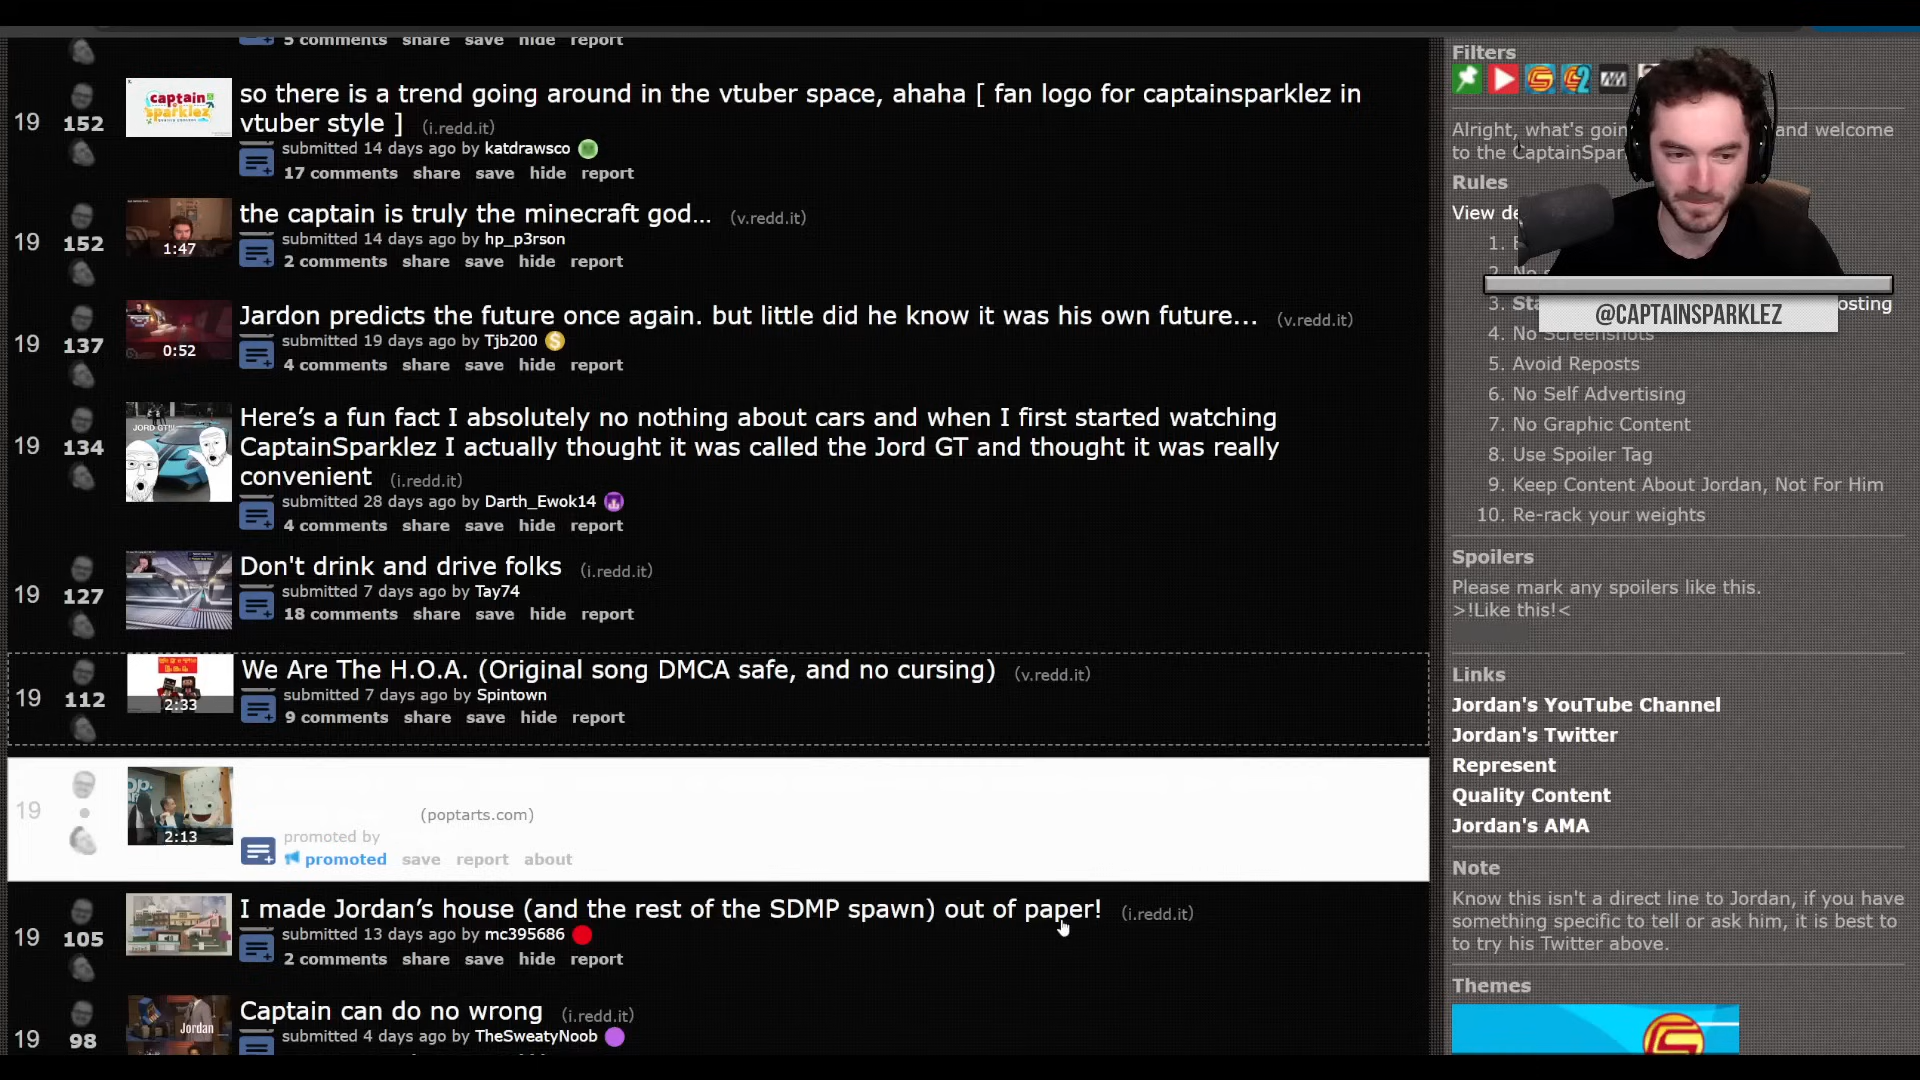 5 comments share save hide report
19
152
captain
sparklez
so there is a trend going around in the vtuber space, ahaha [ fan logo for captainsparklez in
vtuber style ] (i.redd.it)
submitted 14 days ago by katdrawsco
17 comments share save hide report
19
152
1:47
the captain is truly the minecraft god... (v.redd.it)
submitted 14 days ago by hp_p3rson
2 comments share save hide report
19
137
0:52
Jardon predicts the future once again. but little did he know it was his own future... (v.redd.it)
submitted 19 days ago by Tjb200
4 comments share save hide report
19
134
JORD GT!!!
Here’s a fun fact I absolutely no nothing about cars and when I first started watching
CaptainSparklez I actually thought it was called the Jord GT and thought it was really
convenient (i.redd.it)
submitted 28 days ago by Darth_Ewok14
4 comments share save hide report
19
127
Don't drink and drive folks (i.redd.it)
submitted 7 days ago by Tay74
18 comments share save hide report
19
112
2:33
We Are The H.O.A. (Original song DMCA safe, and no cursing) (v.redd.it)
submitted 7 days ago by Spintown
9 comments share save hide report
19
2:13
(poptarts.com)
promoted by
promoted save report about
19
105
I made Jordan’s house (and the rest of the SDMP spawn) out of paper! (i.redd.it)
submitted 13 days ago by mc395686
2 comments share save hide report
19
98
Jordan
Captain can do no wrong (i.redd.it)
submitted 4 days ago by TheSweatyNoob
Filters
Alright, what's goin and welcome
to the CaptainSpar
Rules
View de
1.
2. No
3. Sta osting
@CAPTAINSPARKLEZ
4. No Screenshots
5. Avoid Reposts
6. No Self Advertising
7. No Graphic Content
8. Use Spoiler Tag
9. Keep Content About Jordan, Not For Him
10. Re-rack your weights
Spoilers
Please mark any spoilers like this.
>!Like this!<
Links
Jordan's YouTube Channel
Jordan's Twitter
Represent
Quality Content
Jordan's AMA
Note
Know this isn't a direct line to Jordan, if you have
something specific to tell or ask him, it is best to
to try his Twitter above.
Themes